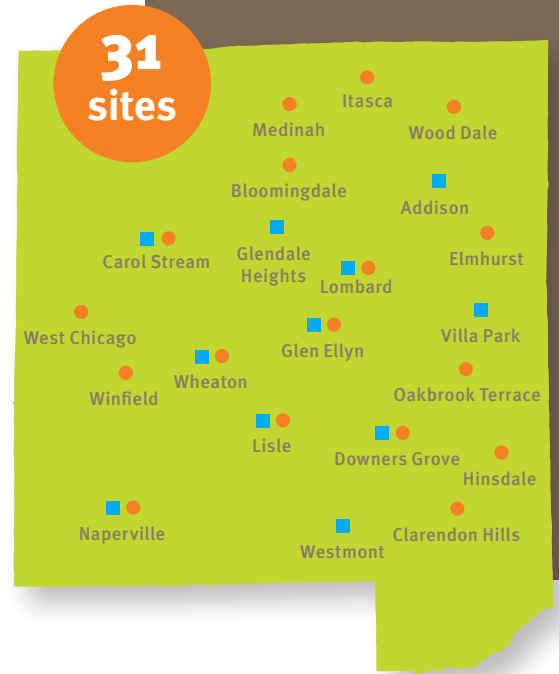 31
sites
Itasca
Medinah
Wood Dale
Bloomingdale
Addison
Carol Stream
Glendale
Heights
Elmhurst
Lombard
West Chicago
Villa Park
Glen Ellyn
Wheaton
Winfield
Oakbrook Terrace
Lisle
Downers Grove
Hinsdale
Naperville
Clarendon Hills
Westmont